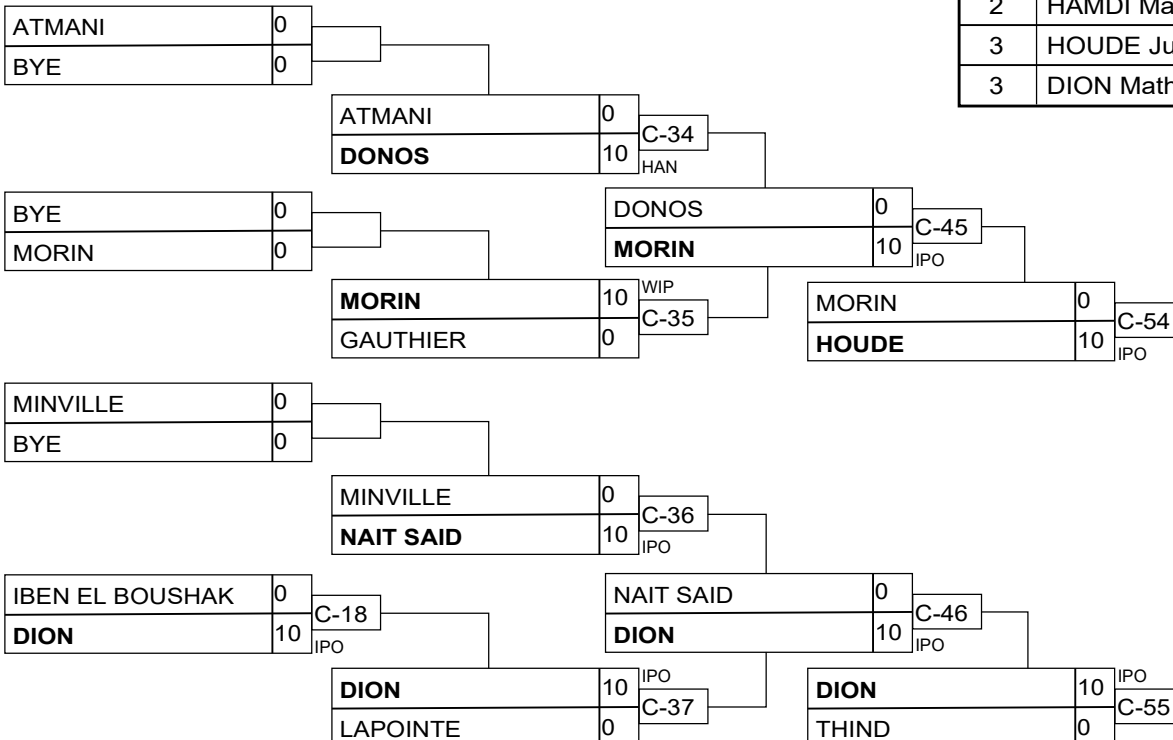 2 HAMDI Ma
3 HOUDE Ju
3 DION Math
ATMANI 0
BYE 0
ATMANI 0
DONOS 10
C-34
HAN
BYE 0
MORIN 0
DONOS 0
MORIN 10
C-45
IPO
MORIN 10
GAUTHIER 0
WIP
C-35
MORIN 0
HOUDE 10
C-54
IPO
MINVILLE 0
BYE 0
MINVILLE 0
NAIT SAID 10
C-36
IPO
IBEN EL BOUSHAK 0
DION 10
C-18
IPO
NAIT SAID 0
DION 10
C-46
IPO
DION 10
LAPOINTE 0
IPO
C-37
DION 10
THIND 0
IPO
C-55